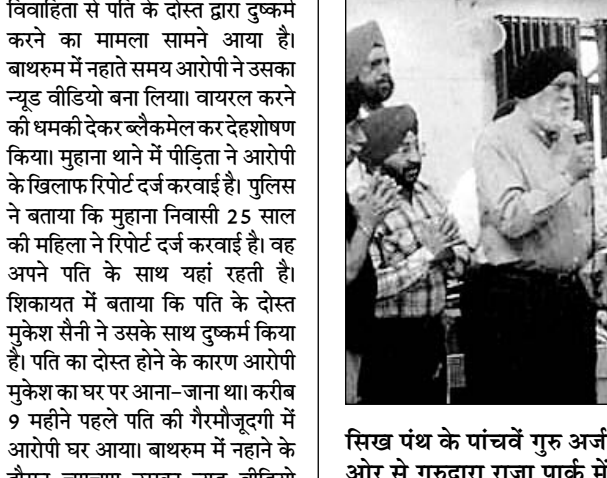 विवाहिता से पति के दोस्त द्वारा दुष्कर्म
करने का मामला सामने आया है।
बाथरुम में नहाते समय आरोपी ने उसका
न्यूड वीडियो बना लिया। वायरल करने
की धमकी देकर ब्लैकमेल कर देहशोषण
किया। मुहाना थाने में पीड़िता ने आरोपी
के खिलाफ रिपोर्ट दर्ज करवाई है। पुलिस
ने बताया कि मुहाना निवासी 25 साल
की महिला ने रिपोर्ट दर्ज करवाई है। वह
अपने पति के साथ यहां रहती है।
शिकायत में बताया कि पति के दोस्त
मुकेश सैनी ने उसके साथ दुष्कर्म किया
है। पति का दोस्त होने के कारण आरोपी
मुकेश का घर पर आना-जाना था। करीब
9 महीने पहले पति की गैरमौजूदगी में
आरोपी घर आया। बाथरुम में नहाने के
सिख पंथ के पांचवें गुरु अर्ज
ओर से गुरुद्वारा राजा पार्क में